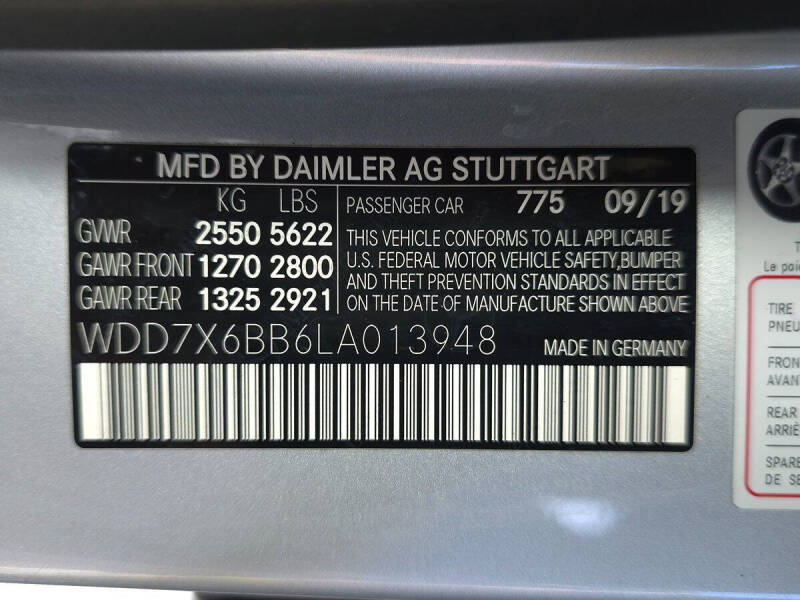 MFD BY DAIMLER AG STUTTGART
KG LBS
GVWR 2550 5622
GAWR FRONT 1270 2800
GAWR REAR 1325 2921
PASSENGER CAR 775 09/19
THIS VEHICLE CONFORMS TO ALL APPLICABLE
U.S. FEDERAL MOTOR VEHICLE SAFETY,BUMPER
AND THEFT PREVENTION STANDARDS IN EFFECT
ON THE DATE OF MANUFACTURE SHOWN ABOVE
WDD7X6BB6LA013948 MADE IN GERMANY
T
Le poi
TIRE
PNEU
FRON
AVAN
REAR
ARRIÈ
SPARE
DE SE